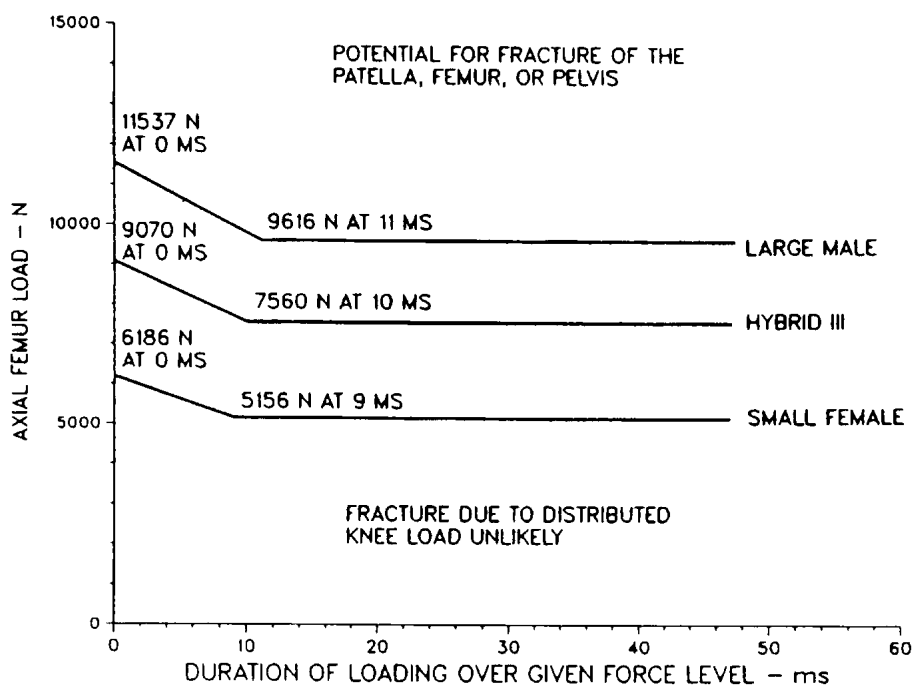 15000
POTENTIAL FOR FRACTURE OF THE
PATELLA, FEMUR, OR PELVIS
11537 N
AT 0 MS
10000
9616 N AT 11 MS
LARGE MALE
9070 N
AT 0 MS
7560 N AT 10 MS
HYBRID III
6186 N
AT 0 MS
5156 N AT 9 MS
5000
SMALL FEMALE
FRACTURE DUE TO DISTRIBUTED
KNEE LOAD UNLIKELY
0
AXIAL FEMUR LOAD – N
0 10 20 30 40 50 60
DURATION OF LOADING OVER GIVEN FORCE LEVEL – ms